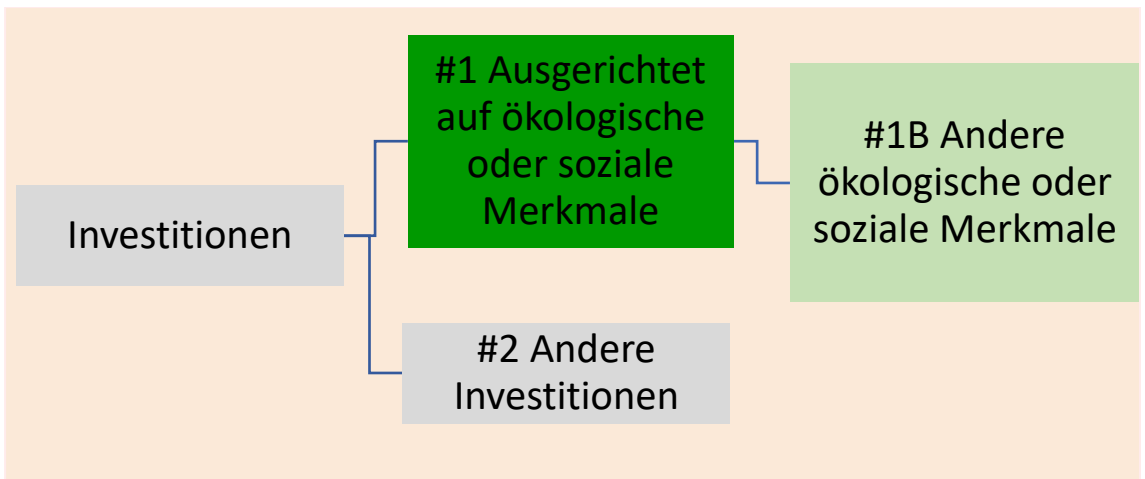 Investitionen
#1 Ausgerichtet
auf ökologische
oder soziale
Merkmale
#1B Andere
ökologische oder
soziale Merkmale
#2 Andere
Investitionen